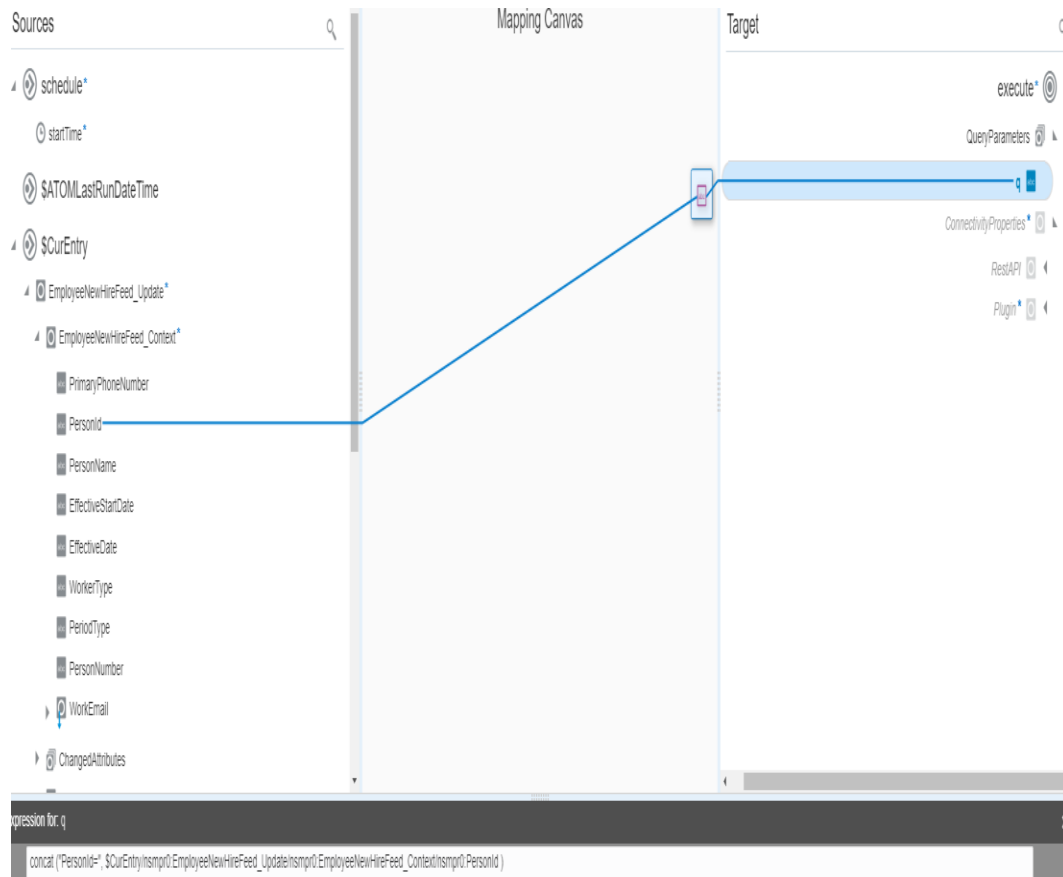 Sources
Mapping Canvas
Target
schedule*
execute*
startTime*
QueryParameters
$ATOMLastRunDateTime
q
ConnectivityProperties*
$CurEntry
RestAPI
EmployeeNewHireFeed_Update*
Plugin*
EmployeeNewHireFeed_Context*
PrimaryPhoneNumber
PersonId
PersonName
EffectiveStartDate
EffectiveDate
WorkerType
PeriodType
PersonNumber
WorkEmail
ChangedAttributes
xpression for: q
concat ("PersonId=", $CurEntry/nsmpr0:EmployeeNewHireFeed_Update/nsmpr0:EmployeeNewHireFeed_Context/nsmpr0:PersonId )